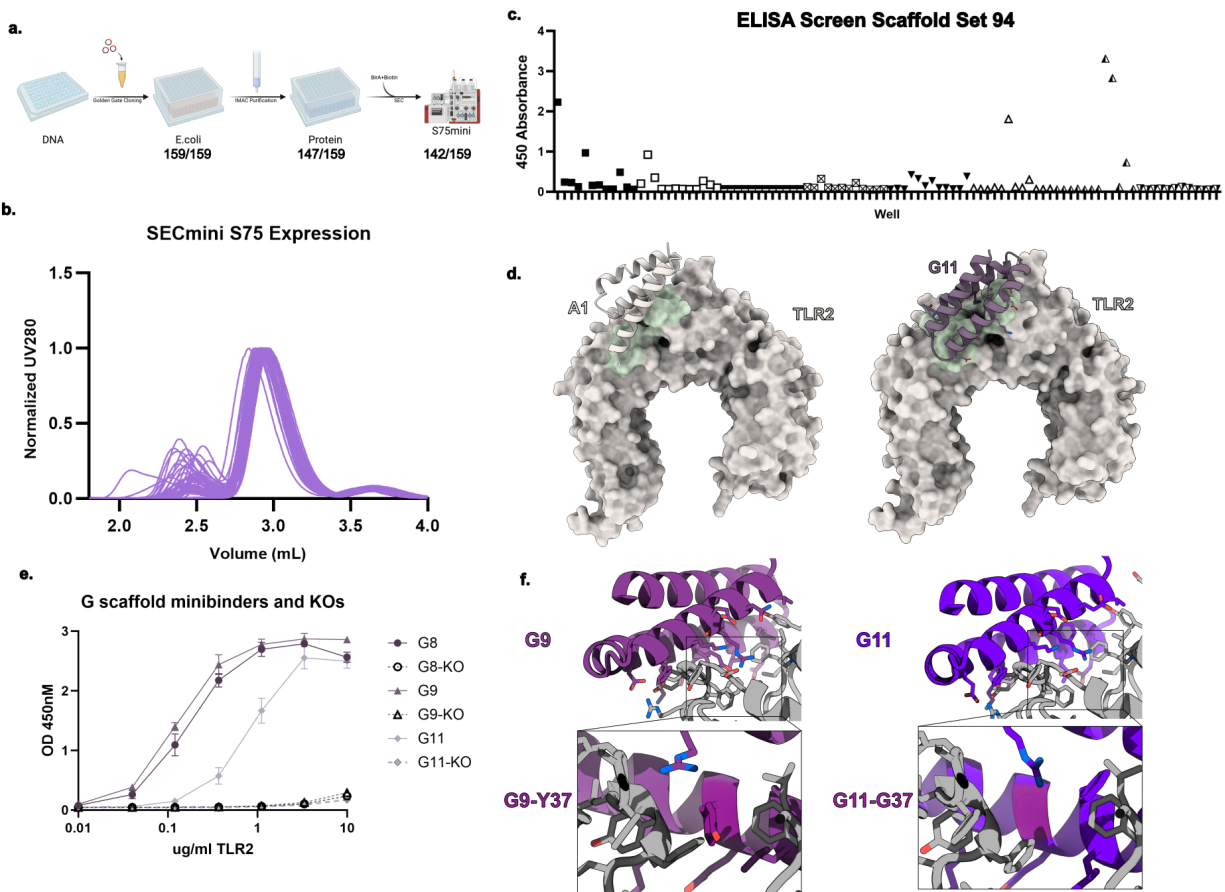 a.
Golden Gate Cloning
IMAC Purification
BirA+Biotin
SEC
DNA
E.coli
Protein
S75mini
159/159
147/159
142/159
b.
SECmini S75 Expression
Normalized UV280
1.5
1.0
0.5
0.0
2.0 2.5 3.0 3.5 4.0
Volume (mL)
c.
ELISA Screen Scaffold Set 94
450 Absorbance
4
3
2
1
0
Well
d.
A1
TLR2
G11
TLR2
e.
G scaffold minibinders and KOs
OD 450nM
3
2
1
0
0.01 0.1 1 10
ug/ml TLR2
G8
G8-KO
G9
G9-KO
G11
G11-KO
f.
G9
G11
G9-Y37
G11-G37